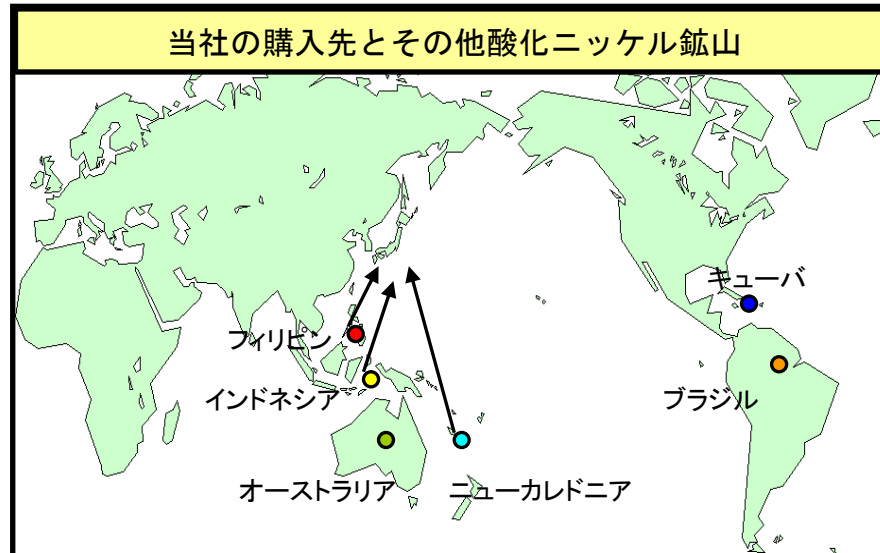 当社の購入先とその他酸化ニッケル鉱山
キューバ
フィリピン
インドネシア
ブラジル
オーストラリア
ニューカレドニア